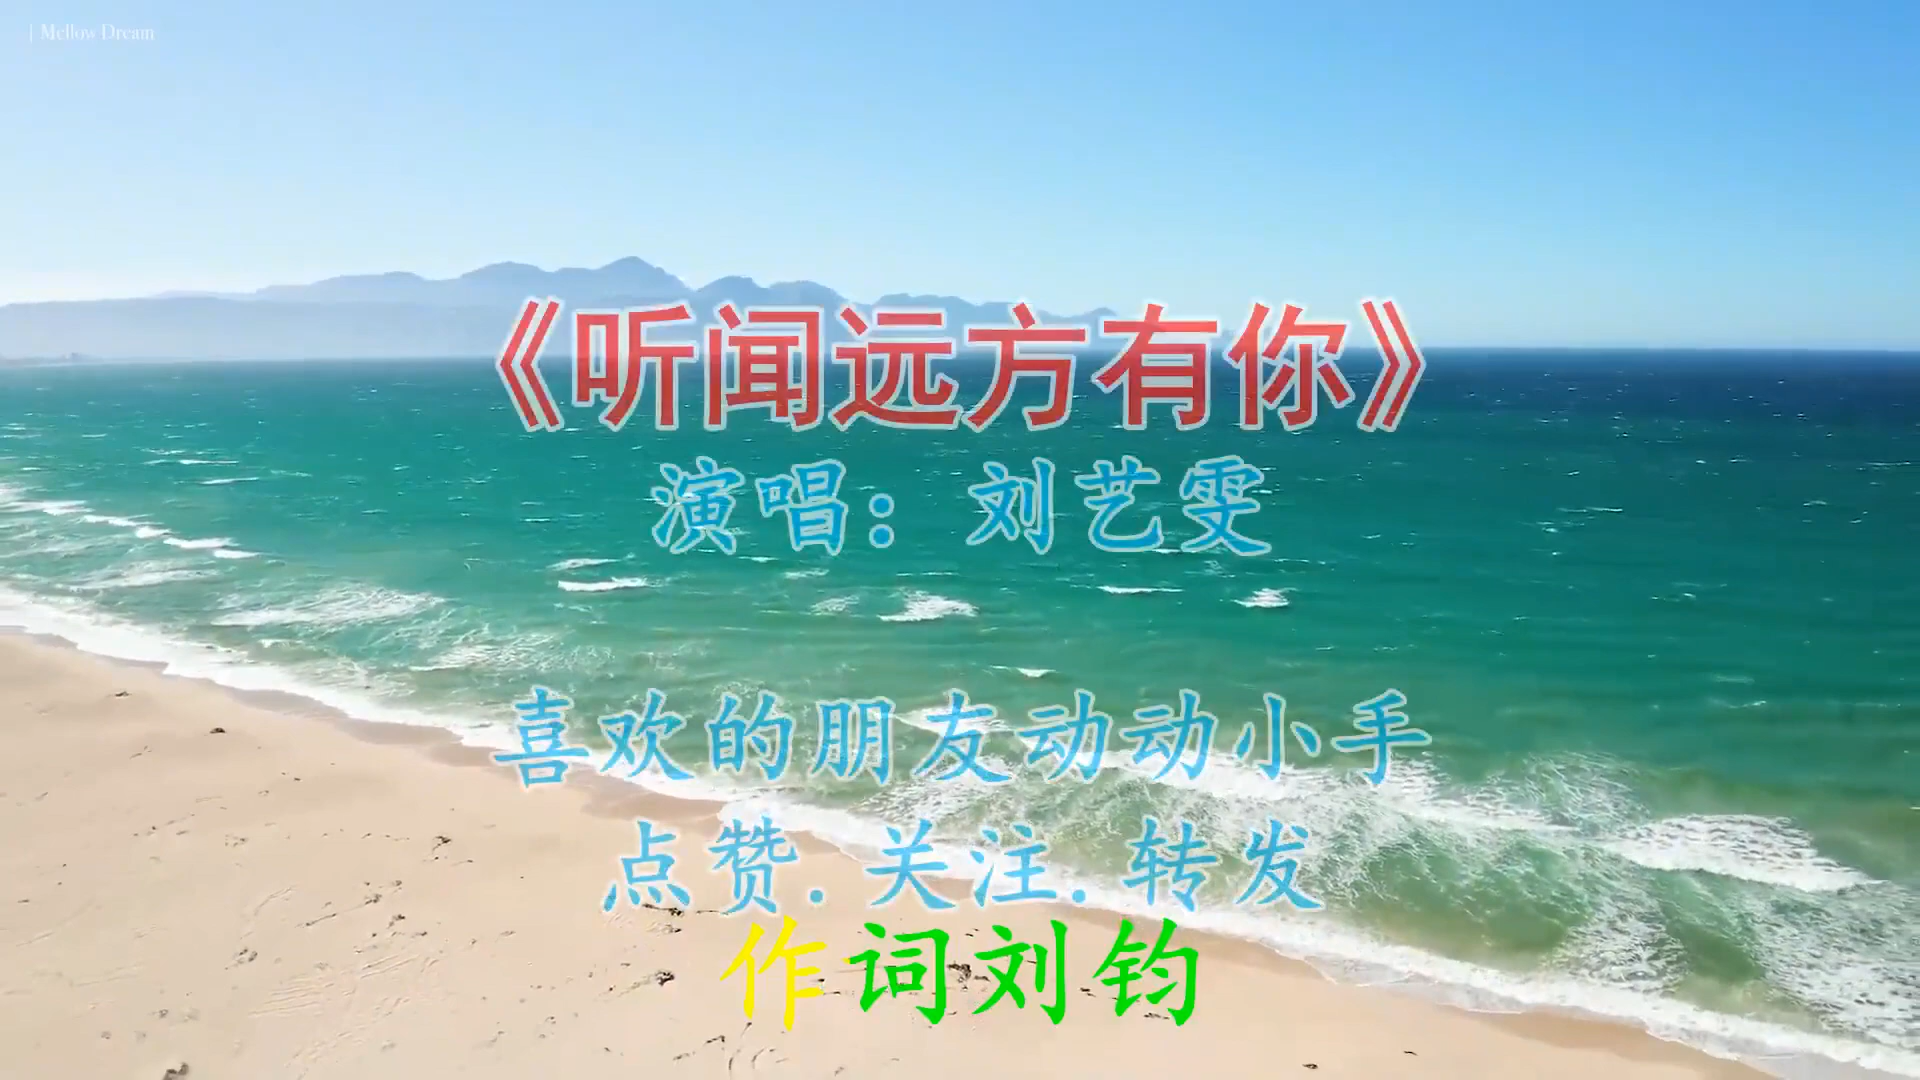 | Mellow Dream
《听闻远方有你》
演唱：刘艺雯
喜欢的朋友动动小手
点赞.关注.转发
作词刘钧